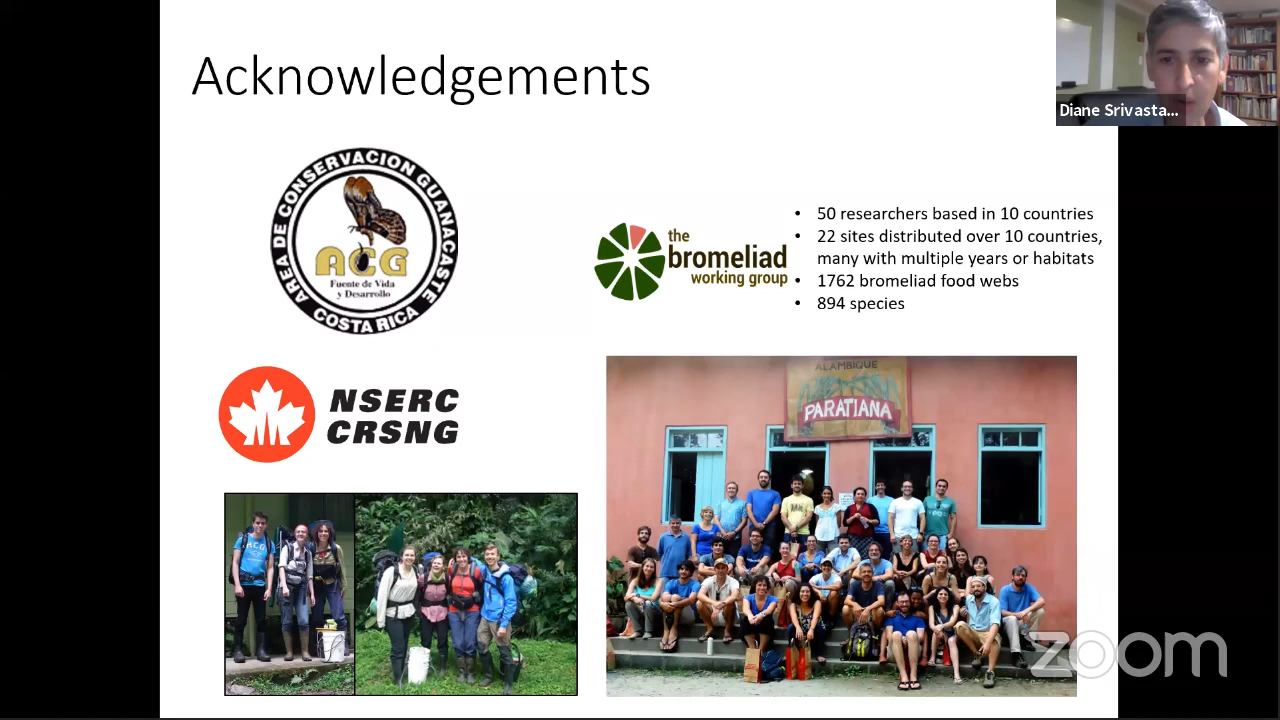 Acknowledgements
Diane Srivasta...
AREA DE CONSERVACION GUANACASTE
ACG
Fuente de Vida
y Desarrollo
COSTA RICA
the
bromeliad
working group
• 50 researchers based in 10 countries
• 22 sites distributed over 10 countries,
many with multiple years or habitats
• 1762 bromeliad food webs
• 894 species
NSERC
CRSNG
ALAMBIQUE
PARATIANA
ACG
zoom